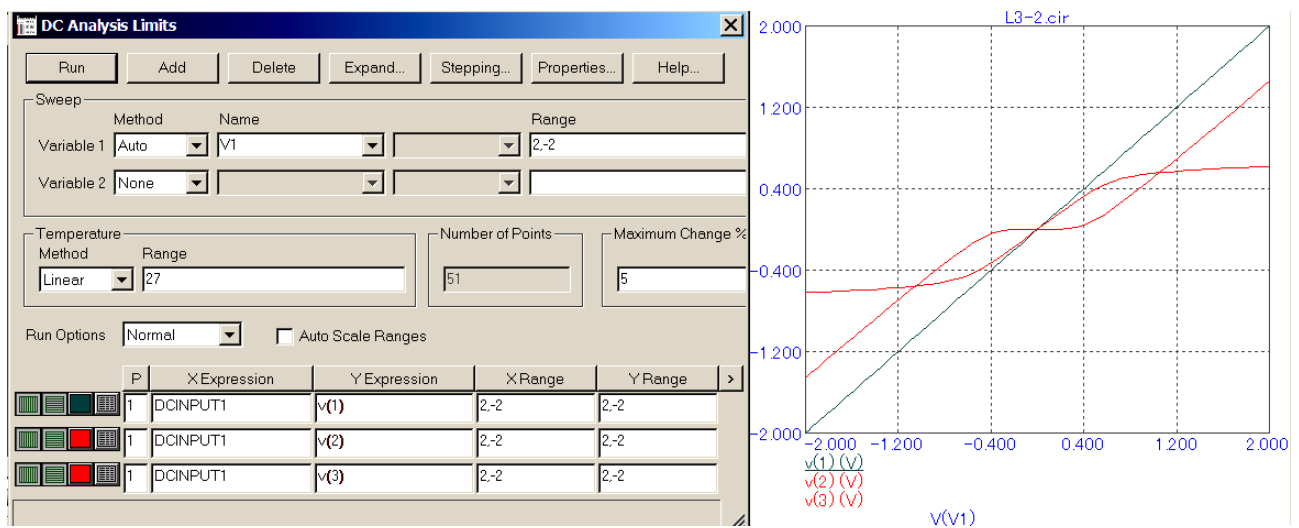 DC Analysis Limits
Run Add Delete Expand... Stepping... Properties... Help...
Sweep
Method Name Range
Variable 1 Auto V1 2,-2
Variable 2 None
Temperature
Method Range
Linear 27
Number of Points
51
Maximum Change %
5
Run Options Normal Auto Scale Ranges
P X Expression Y Expression X Range Y Range >
1 DCINPUT1 v(1) 2,-2 2,-2
1 DCINPUT1 v(2) 2,-2 2,-2
1 DCINPUT1 v(3) 2,-2 2,-2
L3-2.cir
2.000
1.200
0.400
-0.400
-1.200
-2.000
-2.000 -1.200 -0.400 0.400 1.200 2.000
v(1) (V)
v(2) (V)
v(3) (V)
V(V1)